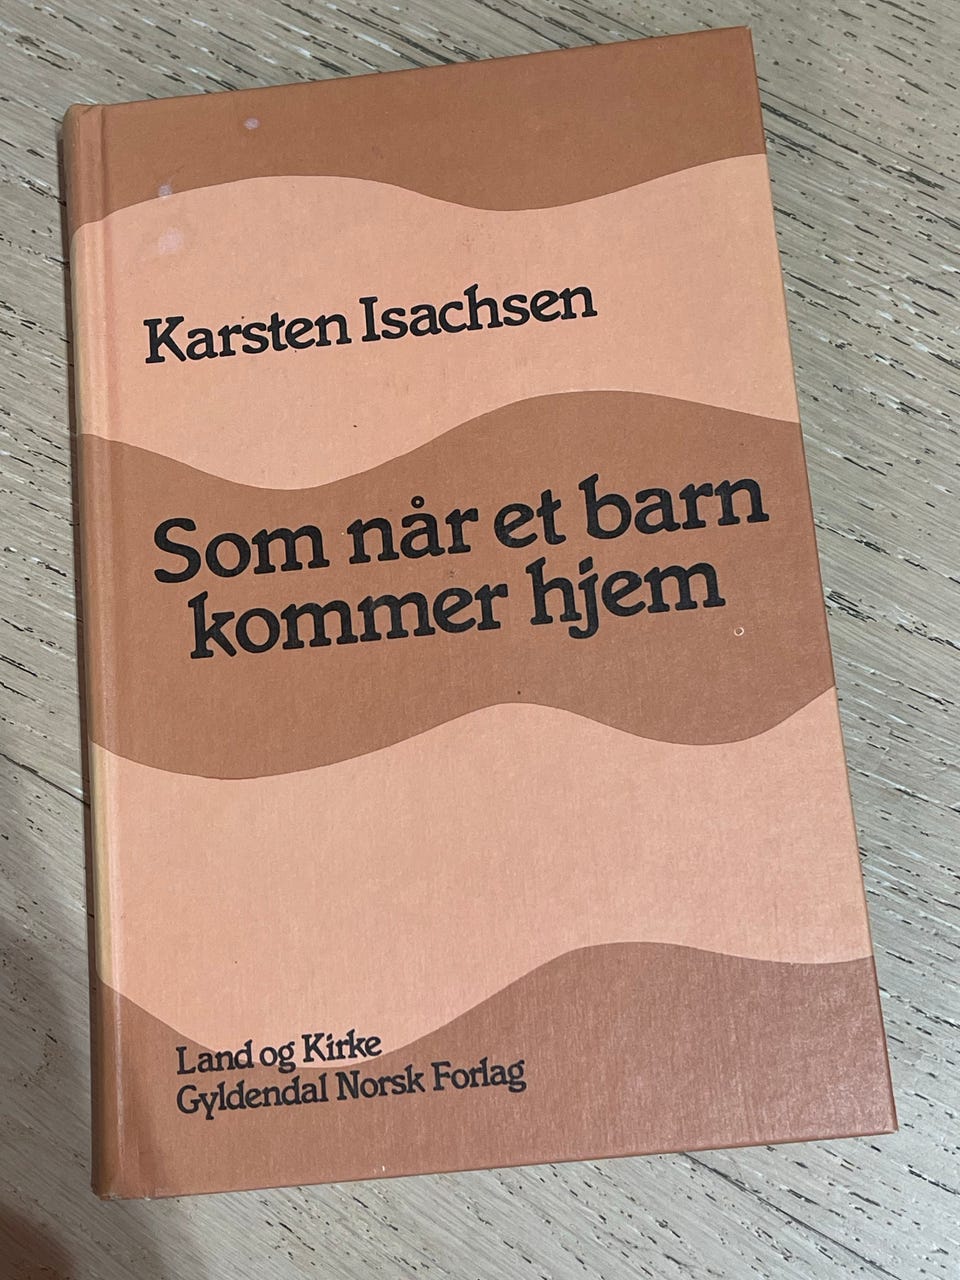 Karsten Isachsen
Som når et barn
kommer hjem
Land og Kirke
Gyldendal Norsk Forlag